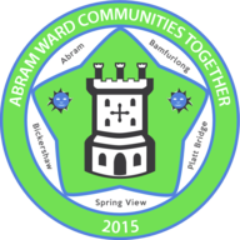 ABRAM WARD COMMUNITIES TOGETHER
Abram
Bamfurlong
Bickershaw
Platt Bridge
Spring View
2015